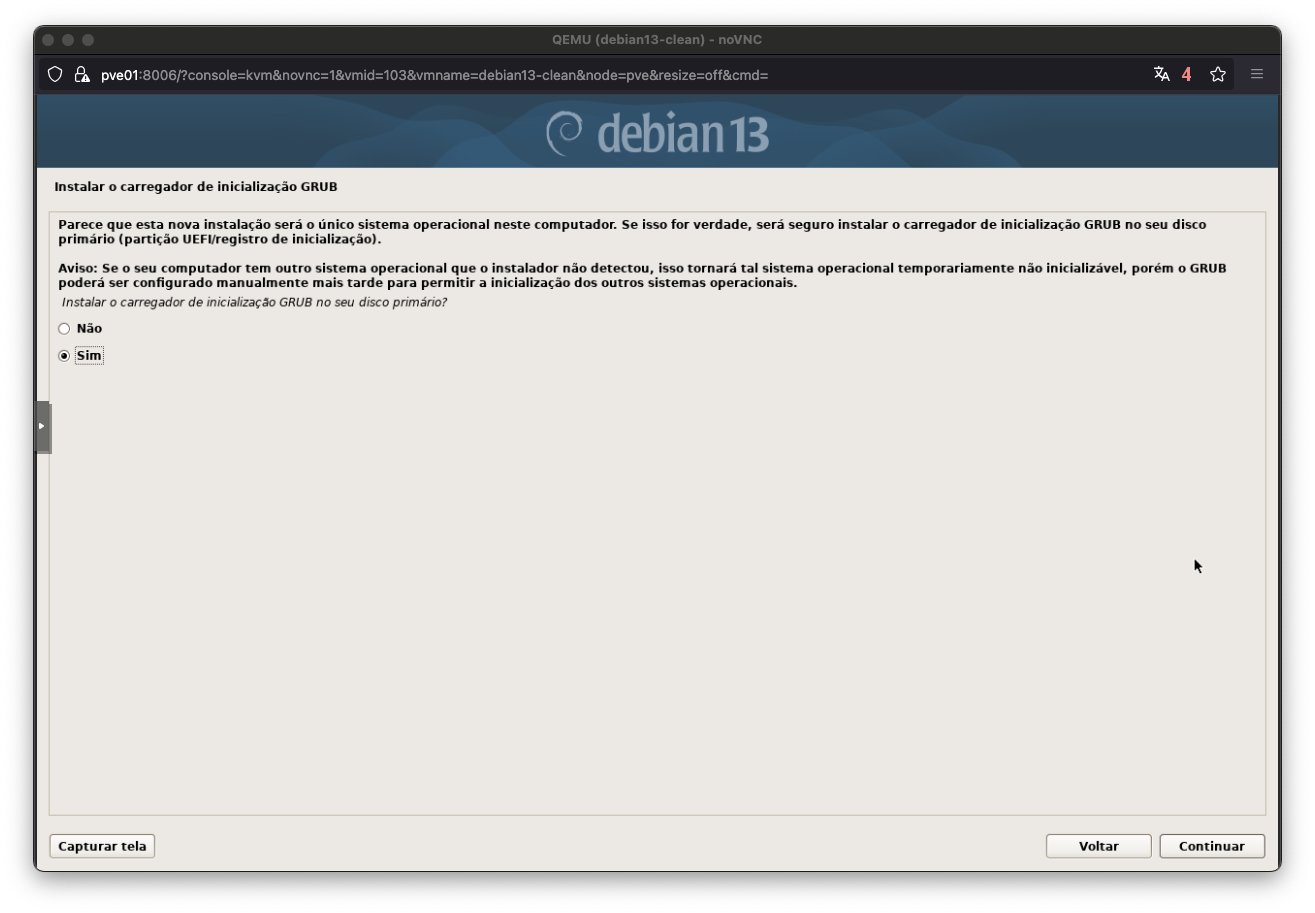 QEMU (debian13-clean) - noVNC
pve01:8006/?console=kvm&novnc=1&vmid=103&vmname=debian13-clean&node=pve&resize=off&cmd=
4
debian 13
Instalar o carregador de inicialização GRUB
Parece que esta nova instalação será o único sistema operacional neste computador. Se isso for verdade, será seguro instalar o carregador de inicialização GRUB no seu disco
primário (partição UEFI/registro de inicialização).
Aviso: Se o seu computador tem outro sistema operacional que o instalador não detectou, isso tornará tal sistema operacional temporariamente não inicializável, porém o GRUB
poderá ser configurado manualmente mais tarde para permitir a inicialização dos outros sistemas operacionais.
Instalar o carregador de inicialização GRUB no seu disco primário?
Não
Sim
Capturar tela
Voltar
Continuar